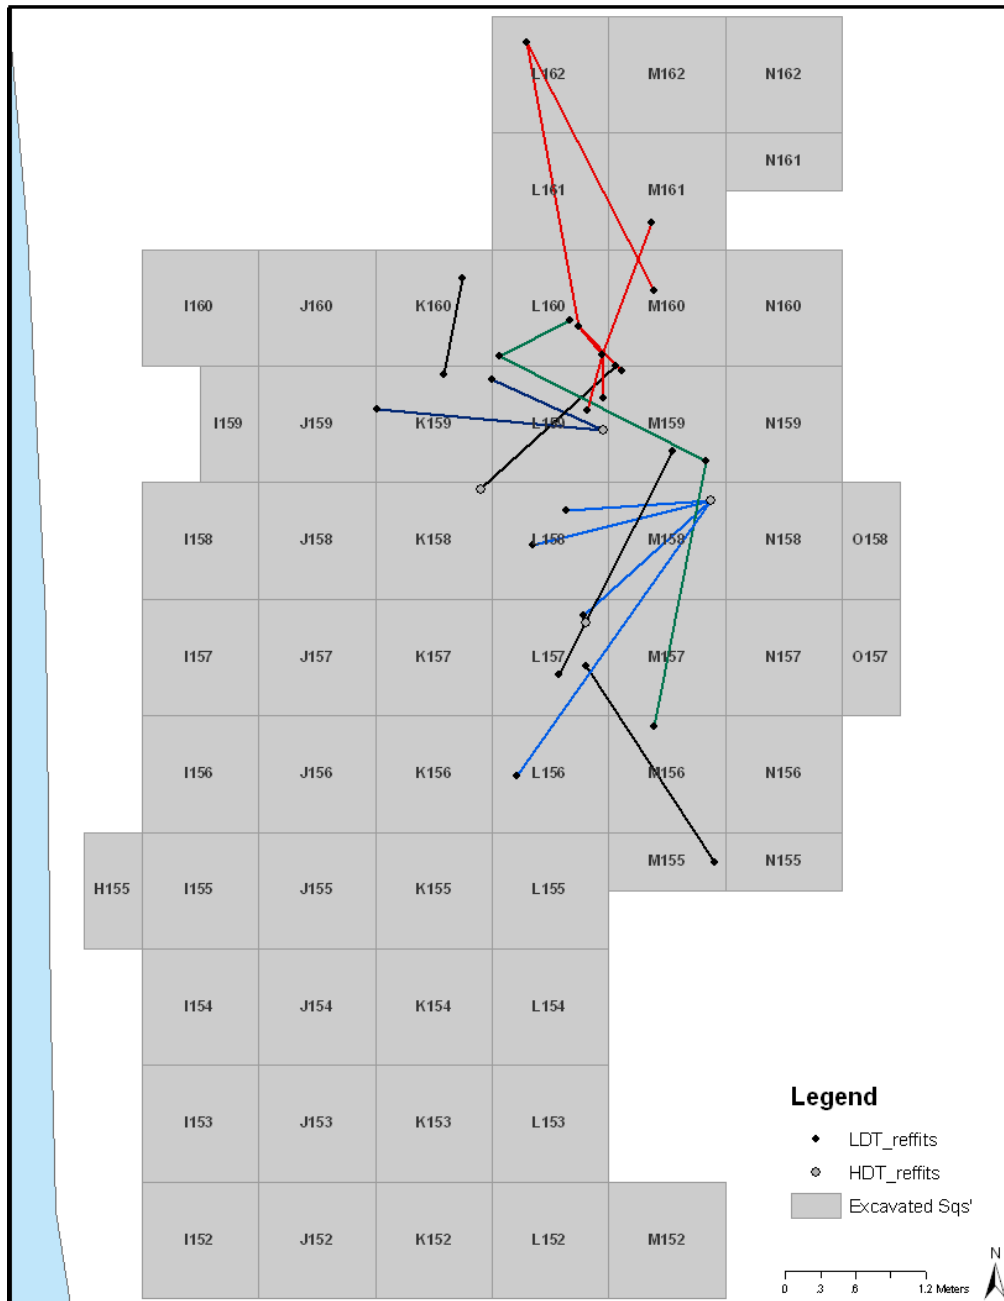 L162 M162 N162
N161
L161 M161
I160 J160 K160 L160 M160 N160
I159 J159 K159 L159 M159 N159
I158 J158 K158 L158 M158 N158 O158
I157 J157 K157 L157 M157 N157 O157
I156 J156 K156 L156 M156 N156
M155 N155
H155 I155 J155 K155 L155
I154 J154 K154 L154
I153 J153 K153 L153
I152 J152 K152 L152 M152
Legend
LDT_reffits
HDT_reffits
Excavated Sqs'
N
0 .3 .6 1.2 Meters